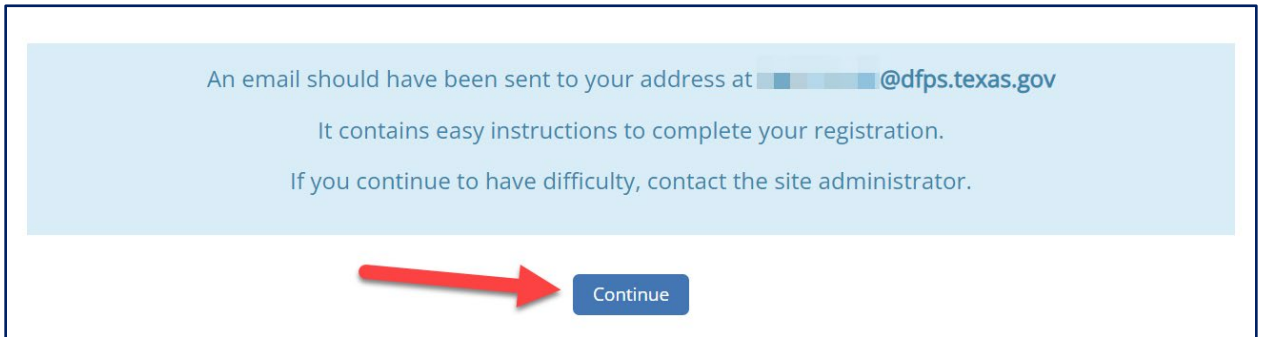 An email should have been sent to your address at @dfps.texas.gov
It contains easy instructions to complete your registration.
If you continue to have difficulty, contact the site administrator.
Continue